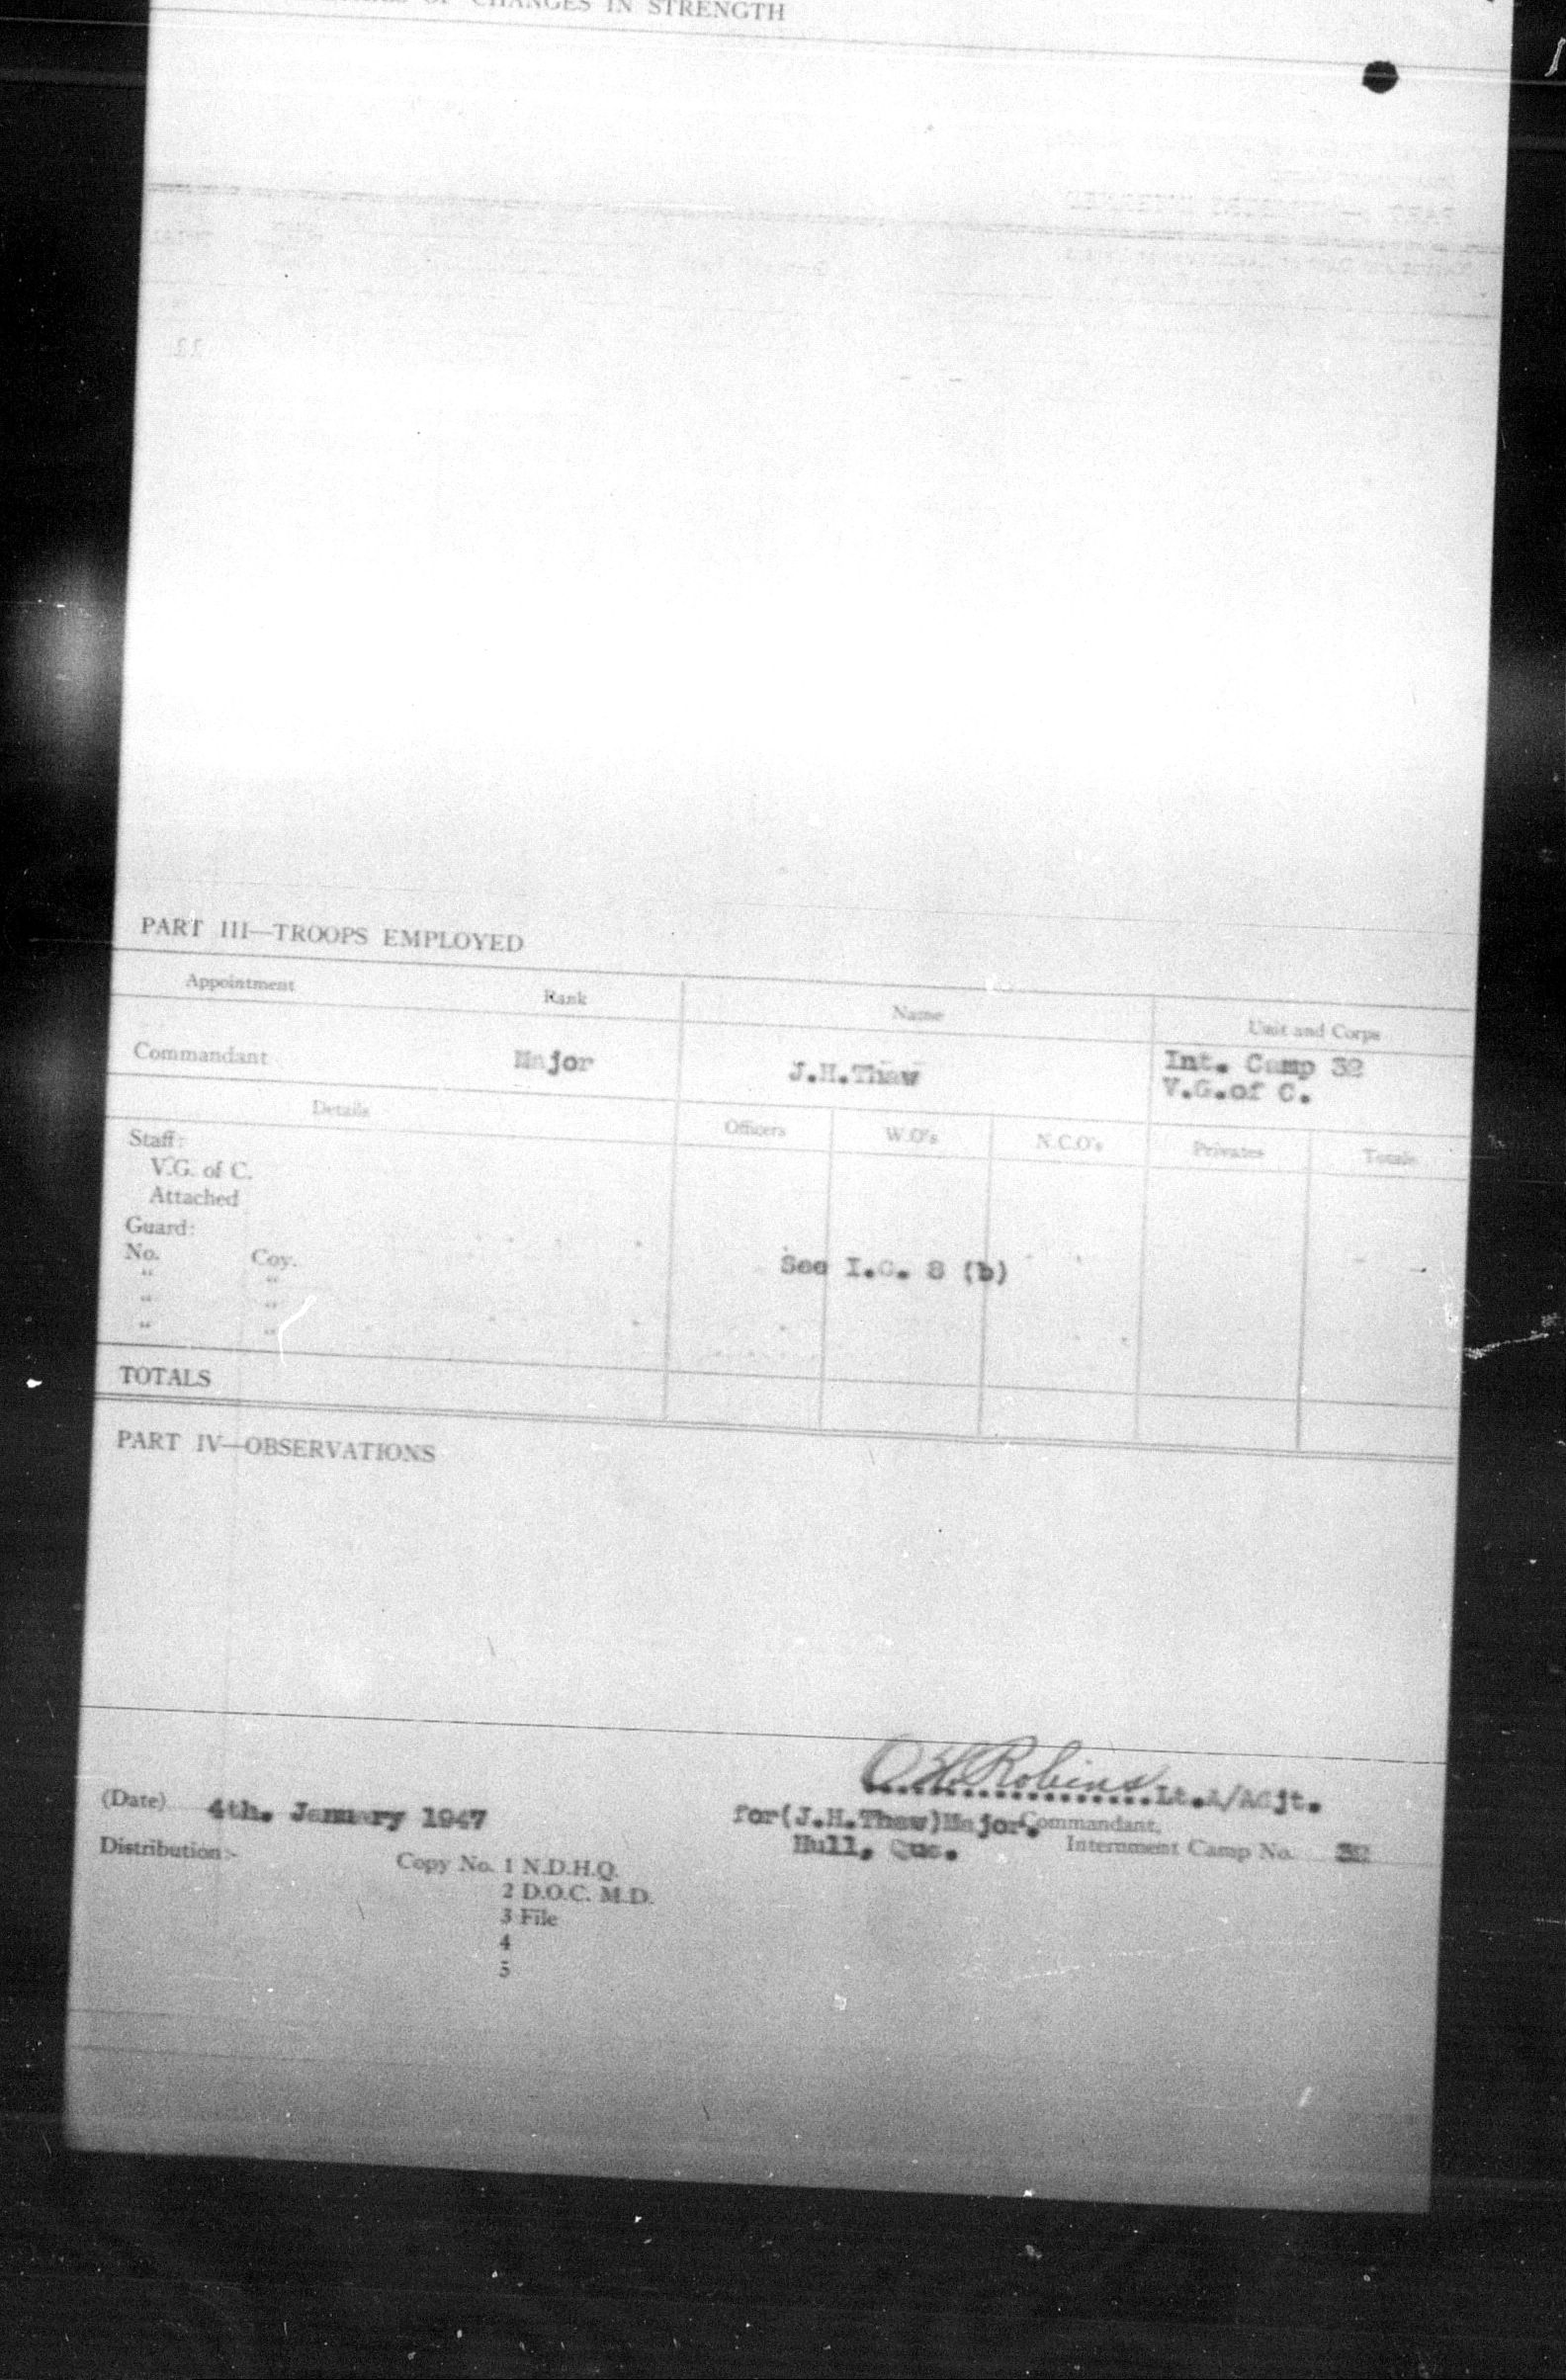 CHANGES IN STRENGTH
PART III—TROOPS EMPLOYED
Appointment Rank Name Unit and Corps
Commandant Major J.H.Thaw Int. Camp 32
V.G.of C.
Details Officers W.O's N.C.O's Privates Totals
Staff:
V.G. of C.
Attached
Guard:
No. Coy.
" "
See I.C. 8 (b)
" "
" "
TOTALS
PART IV—OBSERVATIONS
Robins Lt.A/Adjt.
(Date) 4th. January 1947 for(J.H.Thaw)Major. Commandant,
Hull, Que. Internment Camp No. 32
Distribution:-
Copy No. 1 N.D.H.Q.
2 D.O.C. M.D.
3 File
4
5